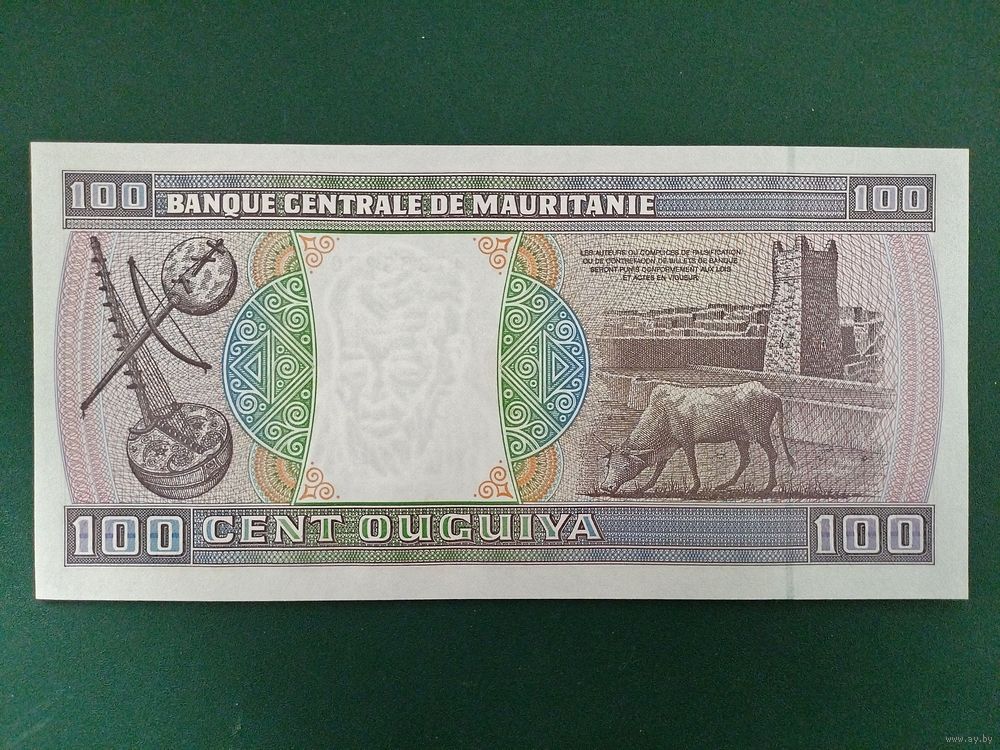 100 100
BANQUE CENTRALE DE MAURITANIE
LES AUTEURS OU COMPLICES DE FALSIFICATION
OU DE CONTREFACON DE BILLETS DE BANQUE
SERONT PUNIS CONFORMEMENT AUX LOIS
ET ACTES EN VIGUEUR
100 CENT OUGUIYA 100
www.ay.by